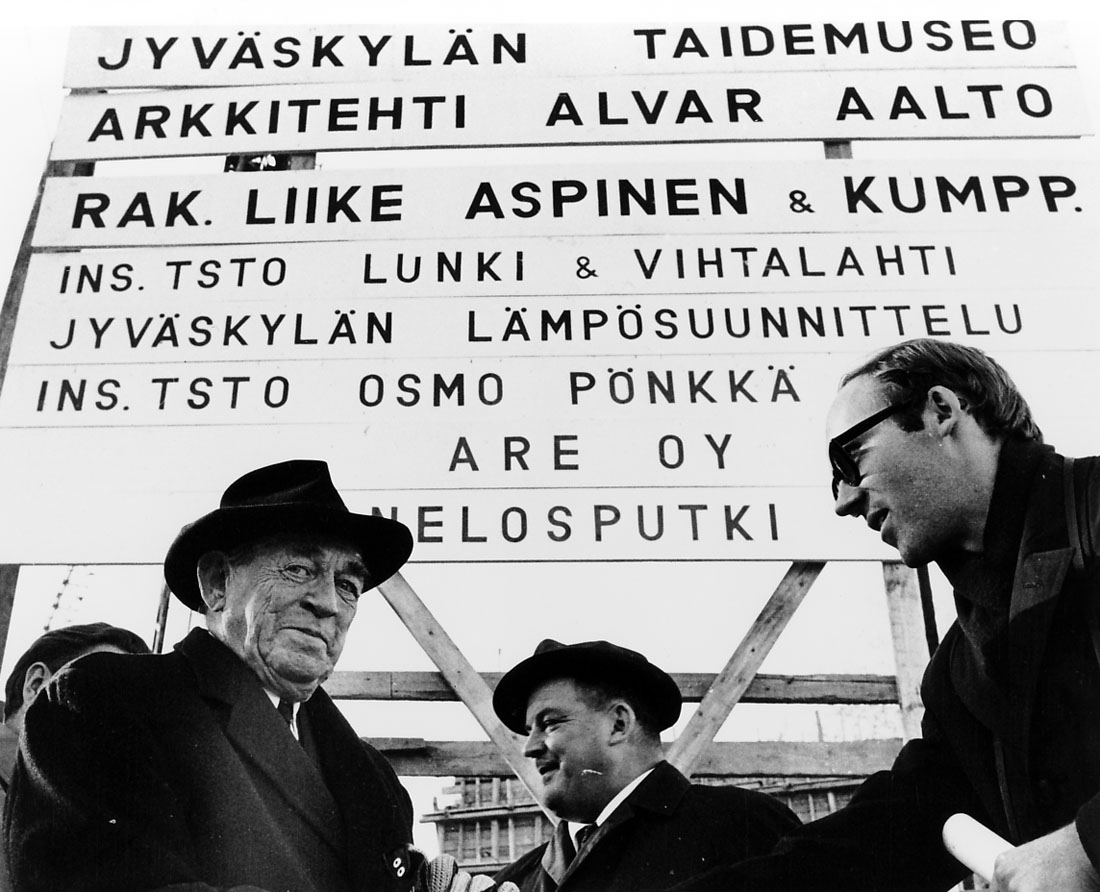 JYVÄSKYLÄN TAIDEMUSEO
ARKKITEHTI ALVAR AALTO
RAK. LIIKE ASPINEN & KUMPP.
INS. TSTO LUNKI & VIHTALAHTI
JYVÄSKYLÄN LÄMPÖSUUNNITTELU
INS. TSTO OSMO PÖNKKÄ
ARE OY
NELOSPUTKI